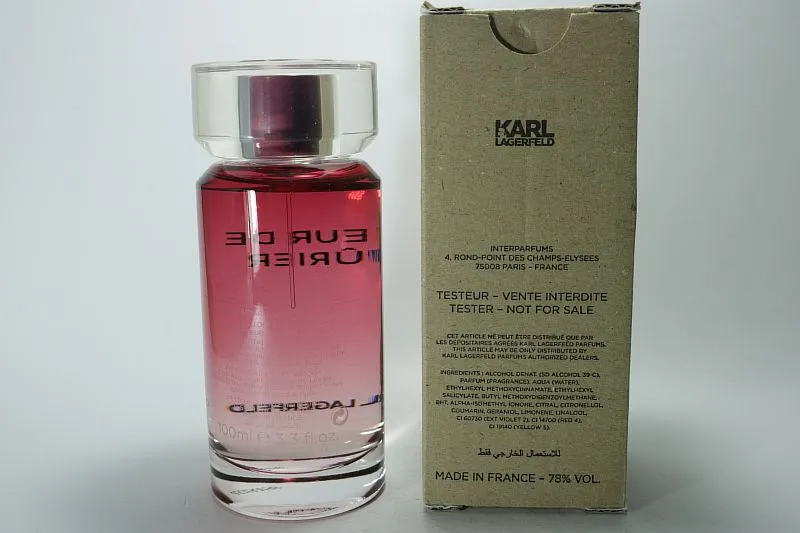 EUR DE
ÛRIER
L LAGERFELD
100ml e 3.3 fl.oz
KARL
LAGERFELD
INTERPARFUMS
4, ROND-POINT DES CHAMPS-ELYSEES
75008 PARIS - FRANCE
TESTEUR - VENTE INTERDITE
TESTER - NOT FOR SALE
CET ARTICLE NE PEUT ÊTRE DISTRIBUÉ QUE PAR
LES DÉPOSITAIRES AGRÉÉS KARL LAGERFELD PARFUMS.
THIS ARTICLE MAY BE ONLY DISTRIBUTED BY
KARL LAGERFELD PARFUMS AUTHORIZED DEALERS.
INGREDIENTS : ALCOHOL DENAT. (SD ALCOHOL 39-C),
PARFUM (FRAGRANCE), AQUA (WATER),
ETHYLHEXYL METHOXYCINNAMATE, ETHYLHEXYL
SALICYLATE, BUTYL METHOXYDIBENZOYLMETHANE,
BHT, ALPHA-ISOMETHYL IONONE, CITRAL, CITRONELLOL,
COUMARIN, GERANIOL, LIMONENE, LINALOOL,
CI 60730 (EXT VIOLET 2), CI 14700 (RED 4),
CI 19140 (YELLOW 5).
للاستعمال الخارجي فقط
MADE IN FRANCE - 78% VOL.